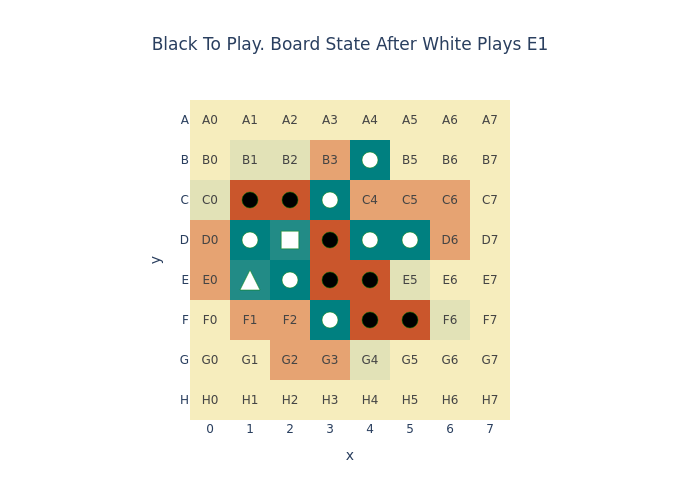 Black To Play. Board State After White Plays E1
A A0 A1 A2 A3 A4 A5 A6 A7
B B0 B1 B2 B3 B5 B6 B7
C C0 C4 C5 C6 C7
D D0 D6 D7
E E0 E5 E6 E7
F F0 F1 F2 F6 F7
G G0 G1 G2 G3 G4 G5 G6 G7
H H0 H1 H2 H3 H4 H5 H6 H7
0 1 2 3 4 5 6 7
x
y